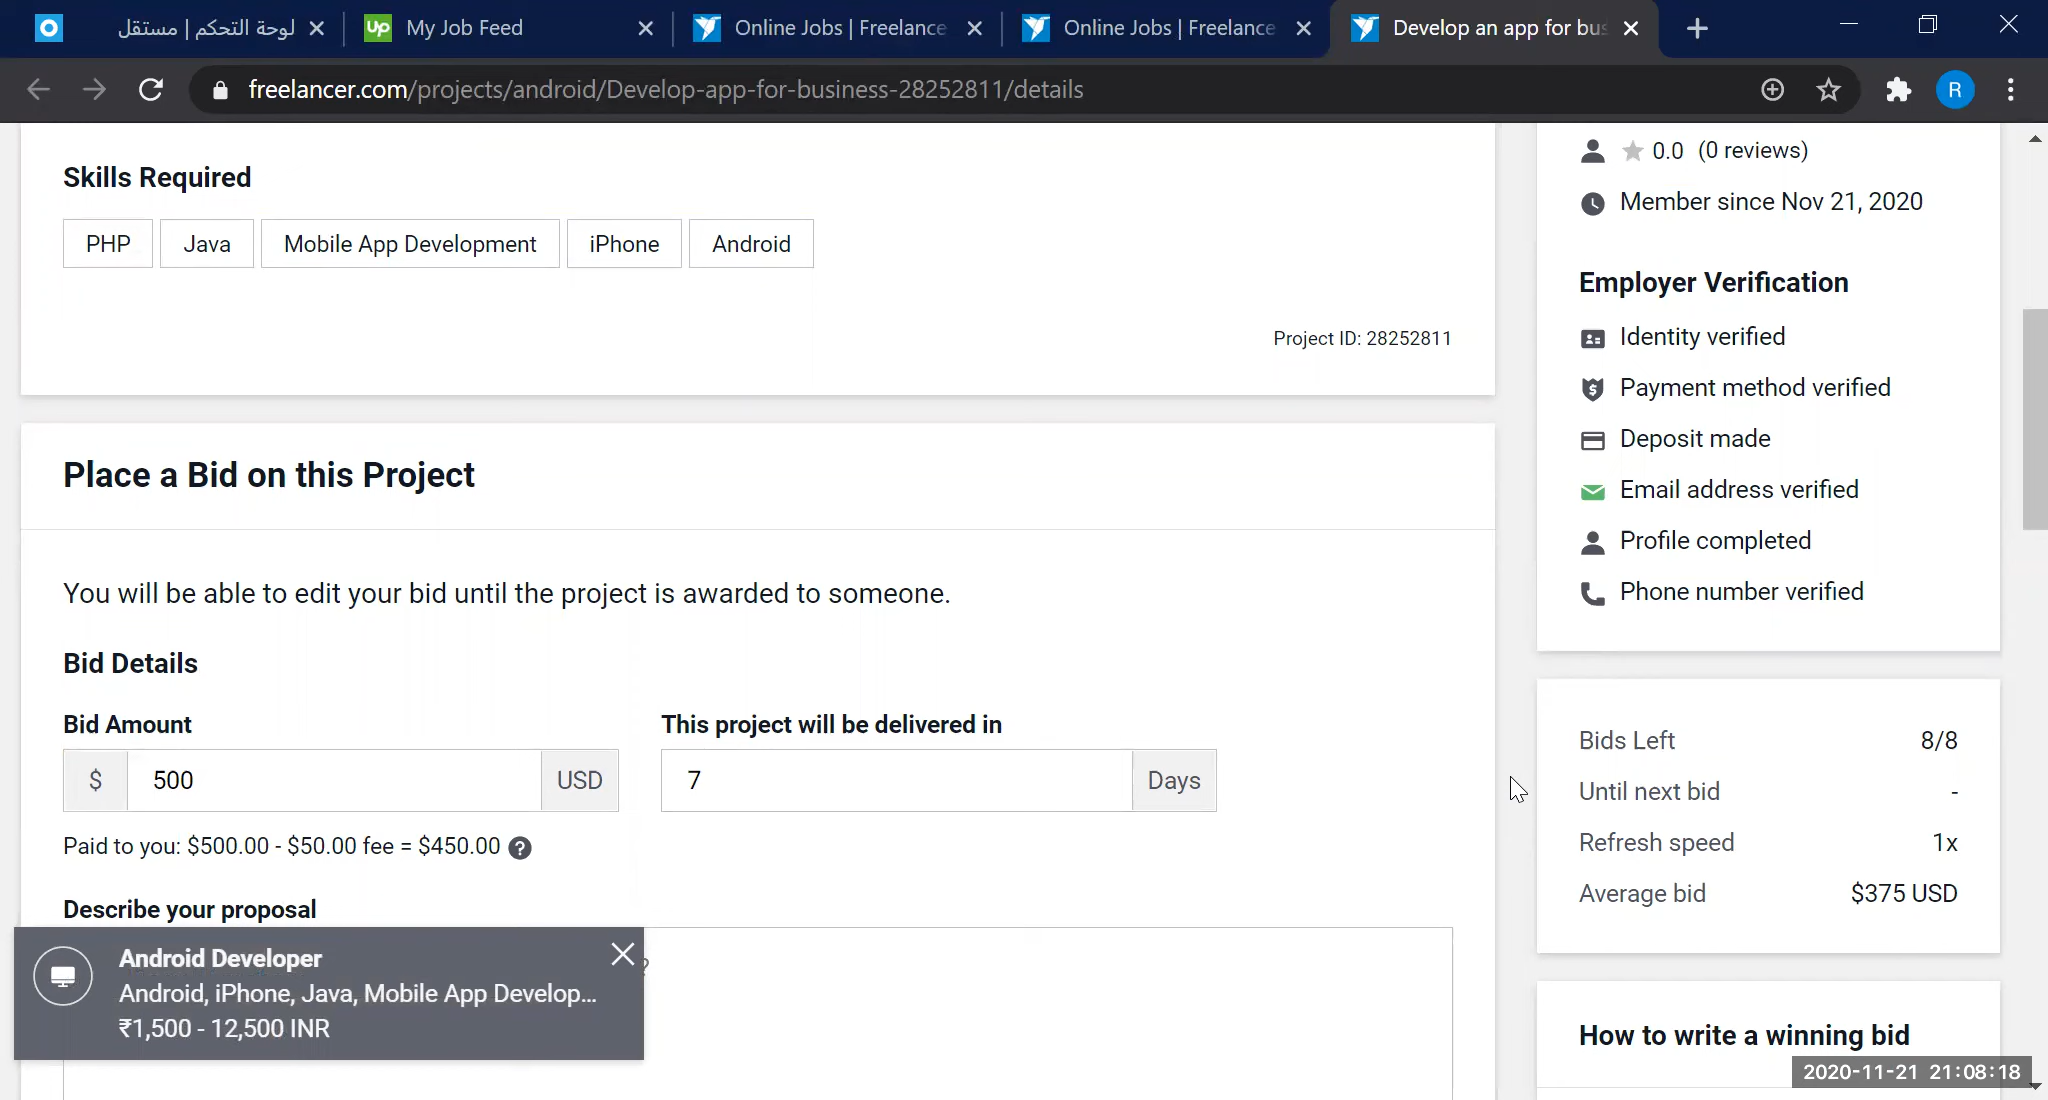 لوحة التحكم | مستقل
My Job Feed
Online Jobs | Freelance
Online Jobs | Freelance
Develop an app for bus
freelancer.com/projects/android/Develop-app-for-business-28252811/details
R
Skills Required
PHP
Java
Mobile App Development
iPhone
Android
Project ID: 28252811
Place a Bid on this Project
You will be able to edit your bid until the project is awarded to someone.
Bid Details
Bid Amount
This project will be delivered in
$ 500 USD
7 Days
Paid to you: $500.00 - $50.00 fee = $450.00 ?
Describe your proposal
Android Developer
Android, iPhone, Java, Mobile App Develop...
₹1,500 - 12,500 INR
0.0 (0 reviews)
Member since Nov 21, 2020
Employer Verification
Identity verified
Payment method verified
Deposit made
Email address verified
Profile completed
Phone number verified
Bids Left 8/8
Until next bid -
Refresh speed 1x
Average bid $375 USD
How to write a winning bid
2020-11-21 21:08:18